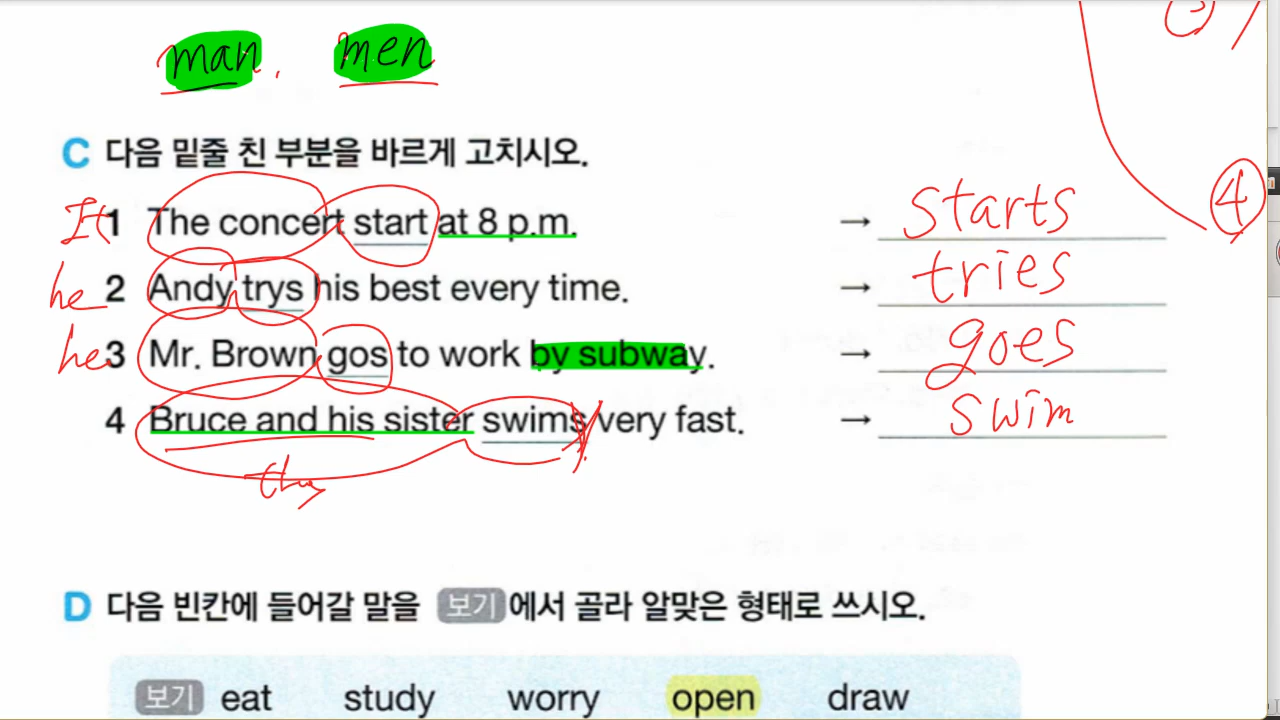 man, men
C 다음 밑줄 친 부분을 바르게 고치시오.
It 1 The concert start at 8 p.m. → starts
④
he 2 Andy trys his best every time. → tries
he 3 Mr. Brown gos to work by subway. → goes
4 Bruce and his sister swims very fast. → swim
D 다음 빈칸에 들어갈 말을 보기 에서 골라 알맞은 형태로 쓰시오.
보기 eat study worry open draw